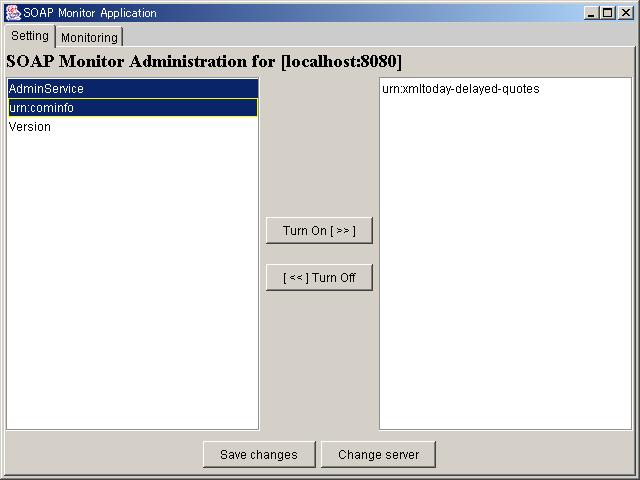 SOAP Monitor Application
Setting
Monitoring
SOAP Monitor Administration for [localhost:8080]
AdminService
urn:cominfo
Version
urn:xmltoday-delayed-quotes
Turn On [ >> ]
[ << ] Turn Off
Save changes
Change server